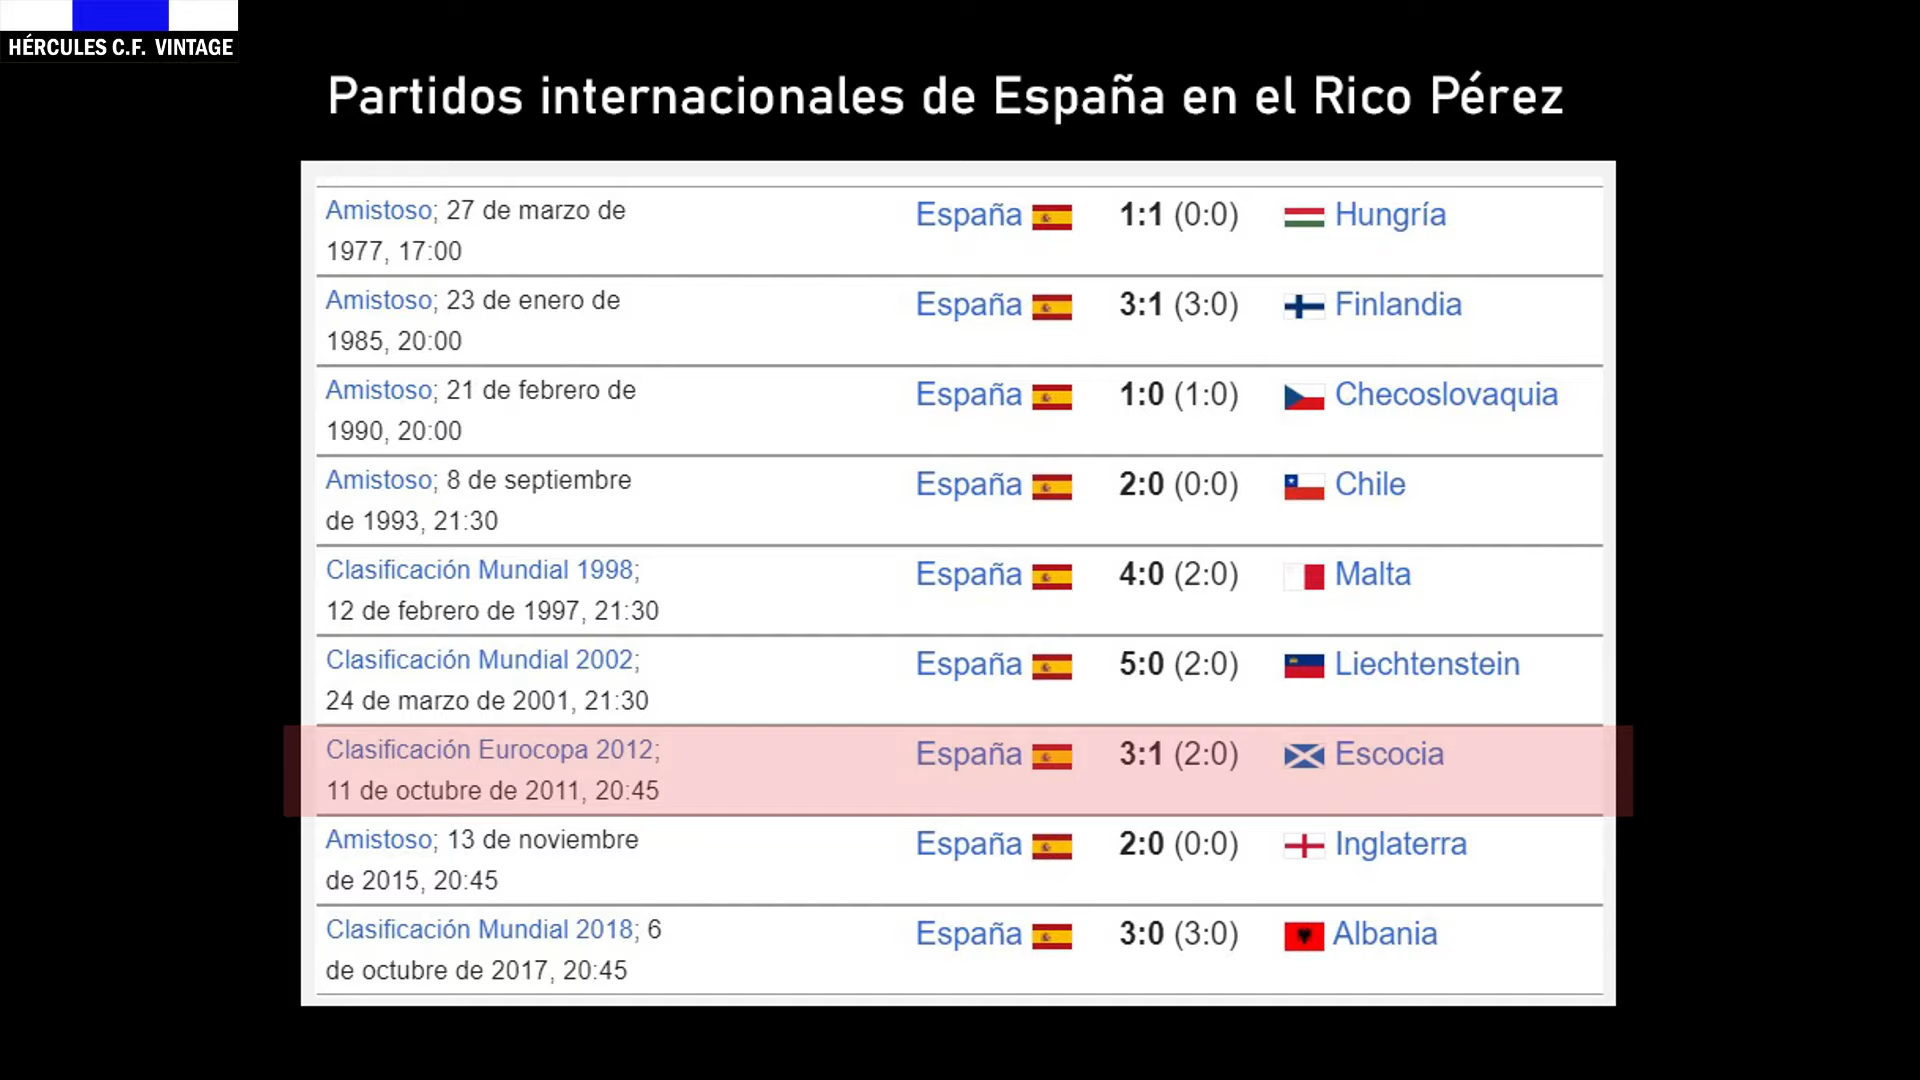 HÉRCULES C.F. VINTAGE
Partidos internacionales de España en el Rico Pérez
Amistoso; 27 de marzo de
1977, 17:00
España 1:1 (0:0) Hungría
Amistoso; 23 de enero de
1985, 20:00
España 3:1 (3:0) Finlandia
Amistoso; 21 de febrero de
1990, 20:00
España 1:0 (1:0) Checoslovaquia
Amistoso; 8 de septiembre
de 1993, 21:30
España 2:0 (0:0) Chile
Clasificación Mundial 1998;
12 de febrero de 1997, 21:30
España 4:0 (2:0) Malta
Clasificación Mundial 2002;
24 de marzo de 2001, 21:30
España 5:0 (2:0) Liechtenstein
Clasificación Eurocopa 2012;
11 de octubre de 2011, 20:45
España 3:1 (2:0) Escocia
Amistoso; 13 de noviembre
de 2015, 20:45
España 2:0 (0:0) Inglaterra
Clasificación Mundial 2018; 6
de octubre de 2017, 20:45
España 3:0 (3:0) Albania